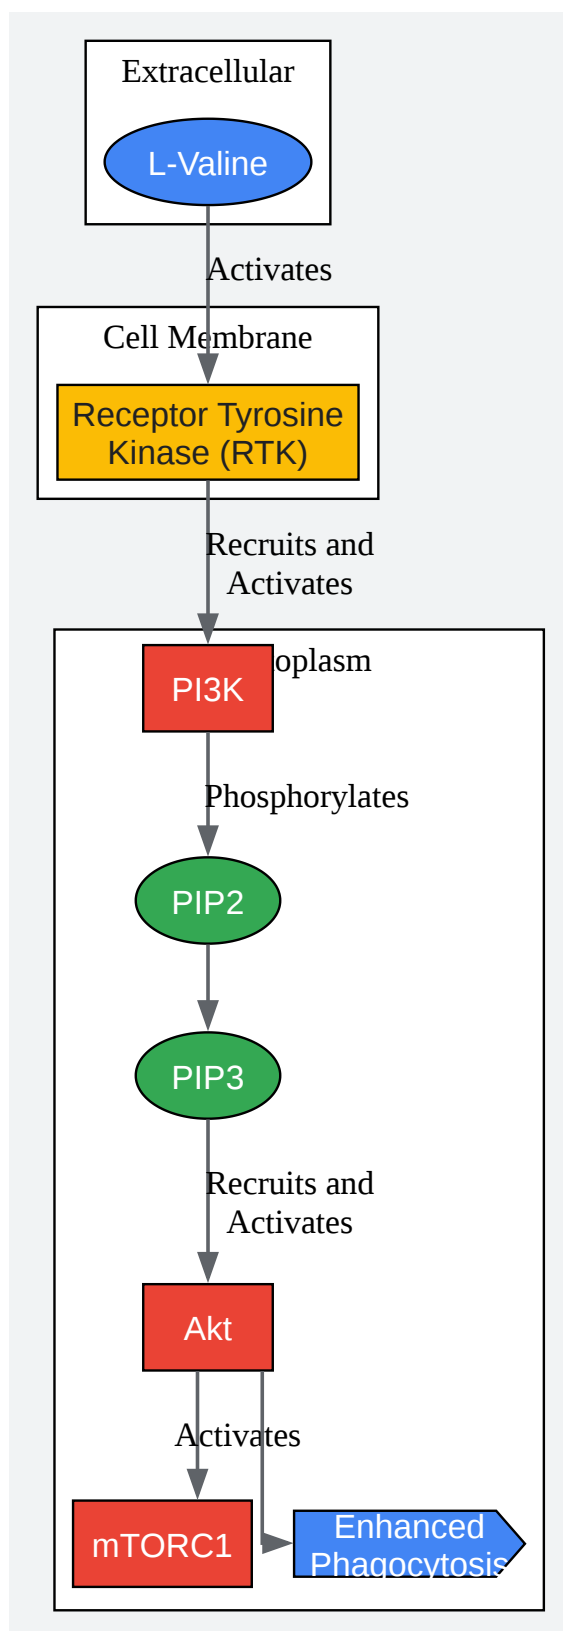 Extracellular
L-Valine
Activates
Cell Membrane
Receptor Tyrosine
Kinase (RTK)
Recruits and
Activates
oplasm
PI3K
Phosphorylates
PIP2
PIP3
Recruits and
Activates
Akt
Activates
mTORC1
Enhanced
Phagocytosis